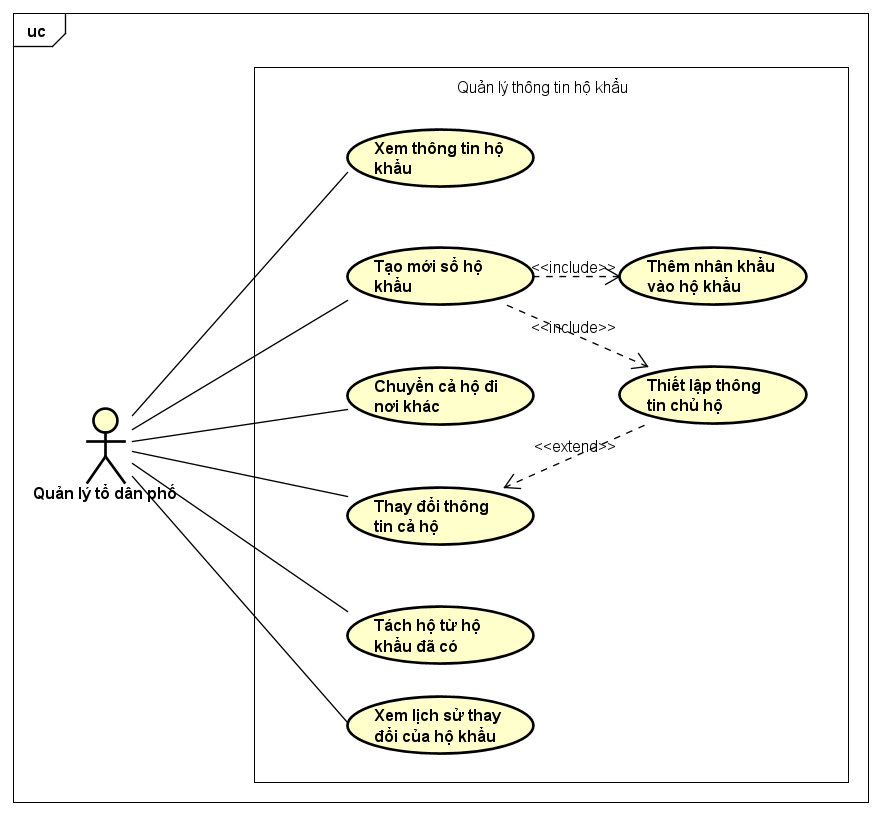 uc
Quản lý thông tin hộ khẩu
Xem thông tin hộ
khẩu
Tạo mới sổ hộ
khẩu
<<include>>
Thêm nhân khẩu
vào hộ khẩu
<<include>>
Chuyển cả hộ đi
nơi khác
Thiết lập thông
tin chủ hộ
<<extend>>
Quản lý tổ dân phố
Thay đổi thông
tin cả hộ
Tách hộ từ hộ
khẩu đã có
Xem lịch sử thay
đổi của hộ khẩu